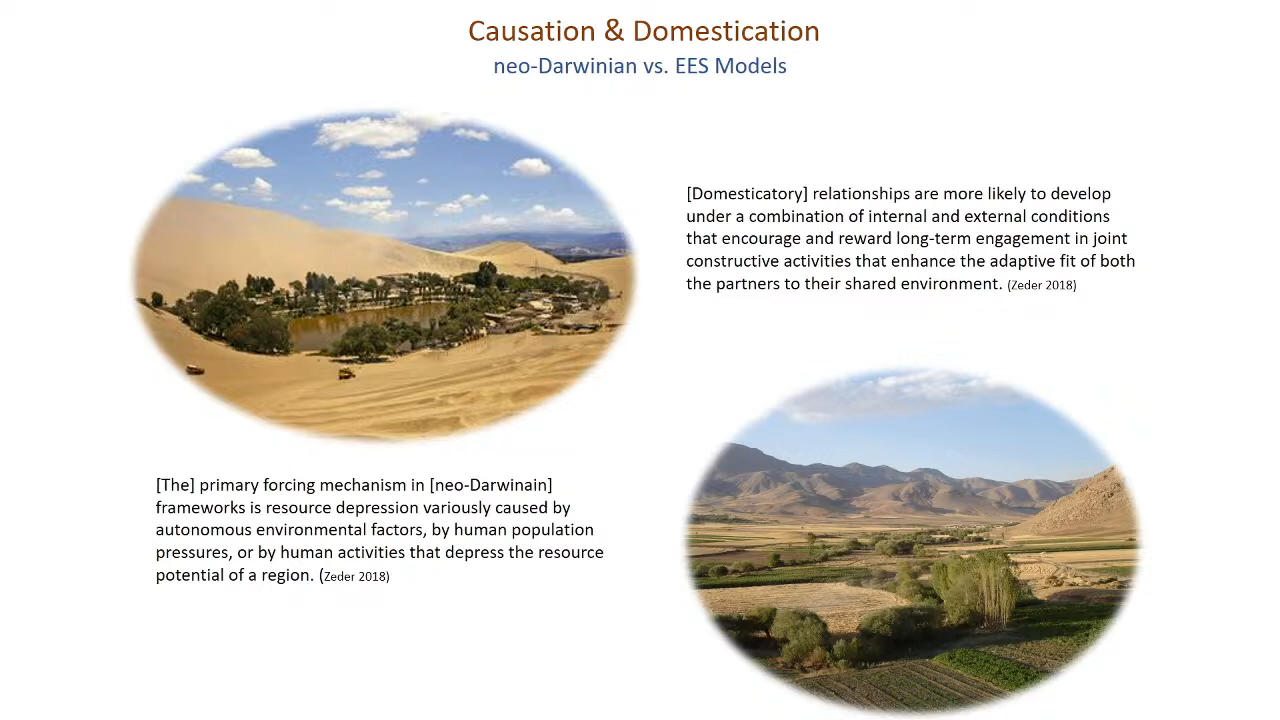 Causation & Domestication
neo-Darwinian vs. EES Models
[Domesticatory] relationships are more likely to develop
under a combination of internal and external conditions
that encourage and reward long-term engagement in joint
constructive activities that enhance the adaptive fit of both
the partners to their shared environment. (Zeder 2018)
[The] primary forcing mechanism in [neo-Darwinain]
frameworks is resource depression variously caused by
autonomous environmental factors, by human population
pressures, or by human activities that depress the resource
potential of a region. (Zeder 2018)